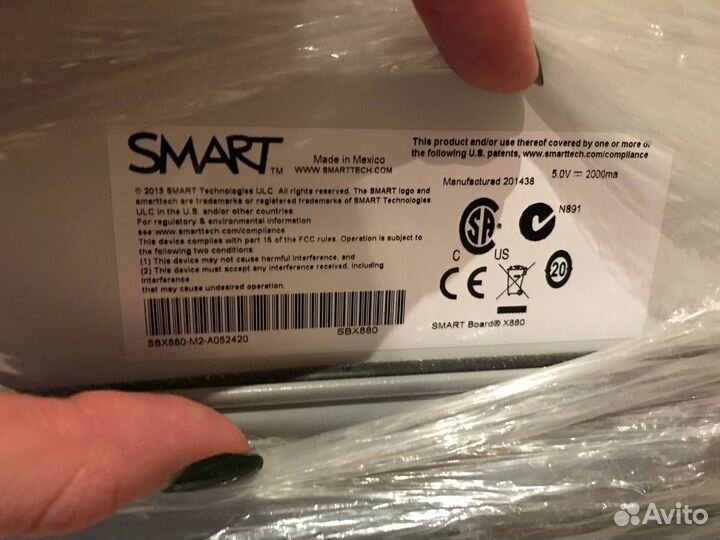 SMART™
Made in Mexico
WWW.SMARTTECH.COM
© 2013 SMART Technologies ULC. All rights reserved. The SMART logo and
smarttech are trademarks or registered trademarks of SMART Technologies
ULC in the U.S. and/or other countries.
For regulatory & environmental information
see www.smarttech.com/compliance
This device complies with part 15 of the FCC rules. Operation is subject to
the following two conditions:
(1) This device may not cause harmful interference, and
(2) This device must accept any interference received, including
interference
that may cause undesired operation.
SBX880-M2-A052420
SBX880
This product and/or use thereof covered by one or more of
the following U.S. patents, www.smarttech.com/compliance
Manufactured 201438 5.0V ⎓ 2000ma
C SA ® US
N891
CE
20
SMART Board® X880
Avito